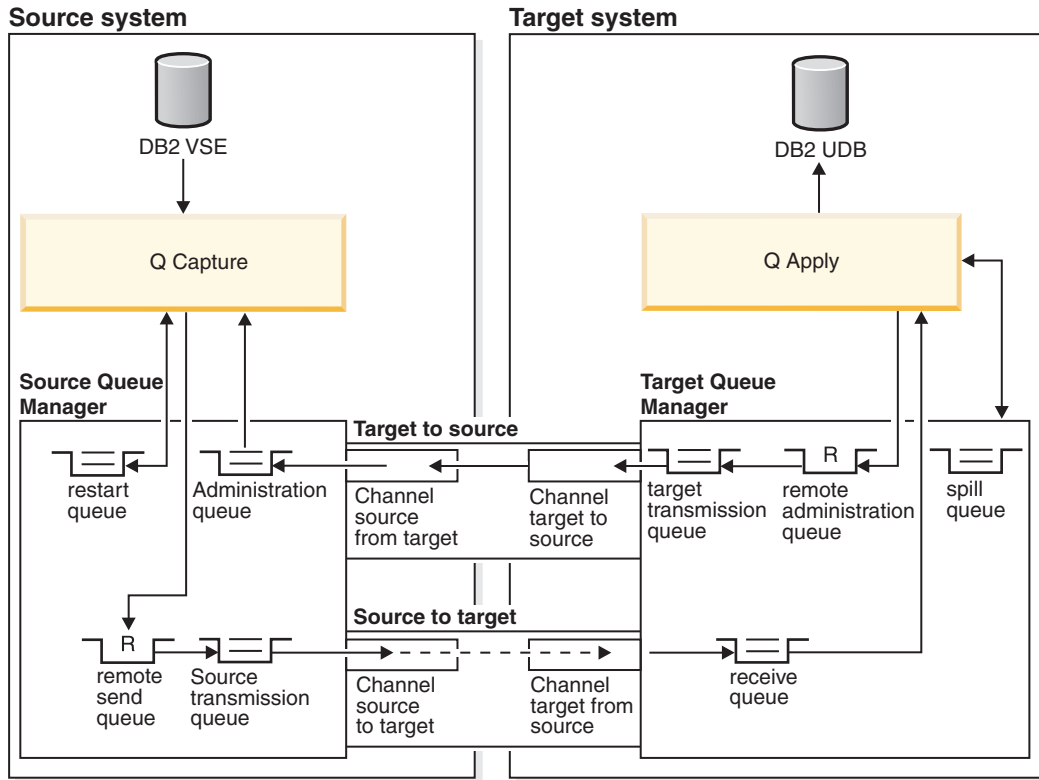 Source system
Target system
DB2 VSE
DB2 UDB
Q Capture
Q Apply
Source Queue
Manager
Target Queue
Manager
Target to source
restart
queue
Administration
queue
Channel
source
from target
Channel
target to
source
target
transmission
queue
R
remote
administration
queue
spill
queue
Source to target
R
remote
send
queue
Source
transmission
queue
Channel
source
to target
Channel
target from
source
receive
queue